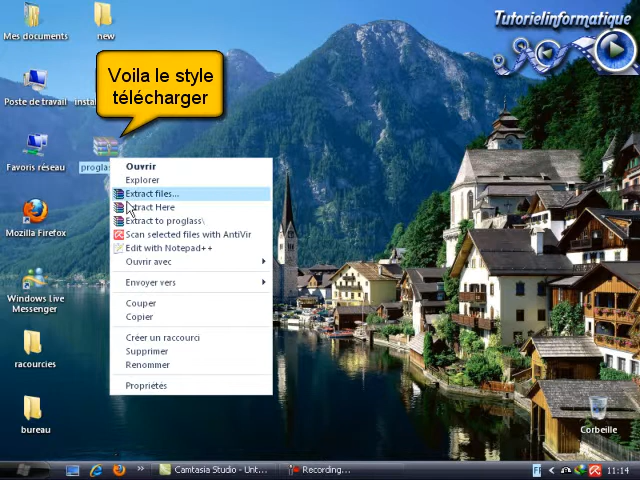 Mes documents
new
Tutorielinformatique
Voila le style
télécharger
Poste de travail
Favoris réseau
proglass
Ouvrir
Explorer
Extract files...
Extract Here
Extract to proglass\
Scan selected files with AntiVir
Edit with Notepad++
Ouvrir avec
Envoyer vers
Couper
Copier
Créer un raccourci
Supprimer
Renommer
Propriétés
Mozilla Firefox
Windows Live
Messenger
racourcies
bureau
Corbeille
Camtasia Studio - Unt...
Recording...
FR
11:14